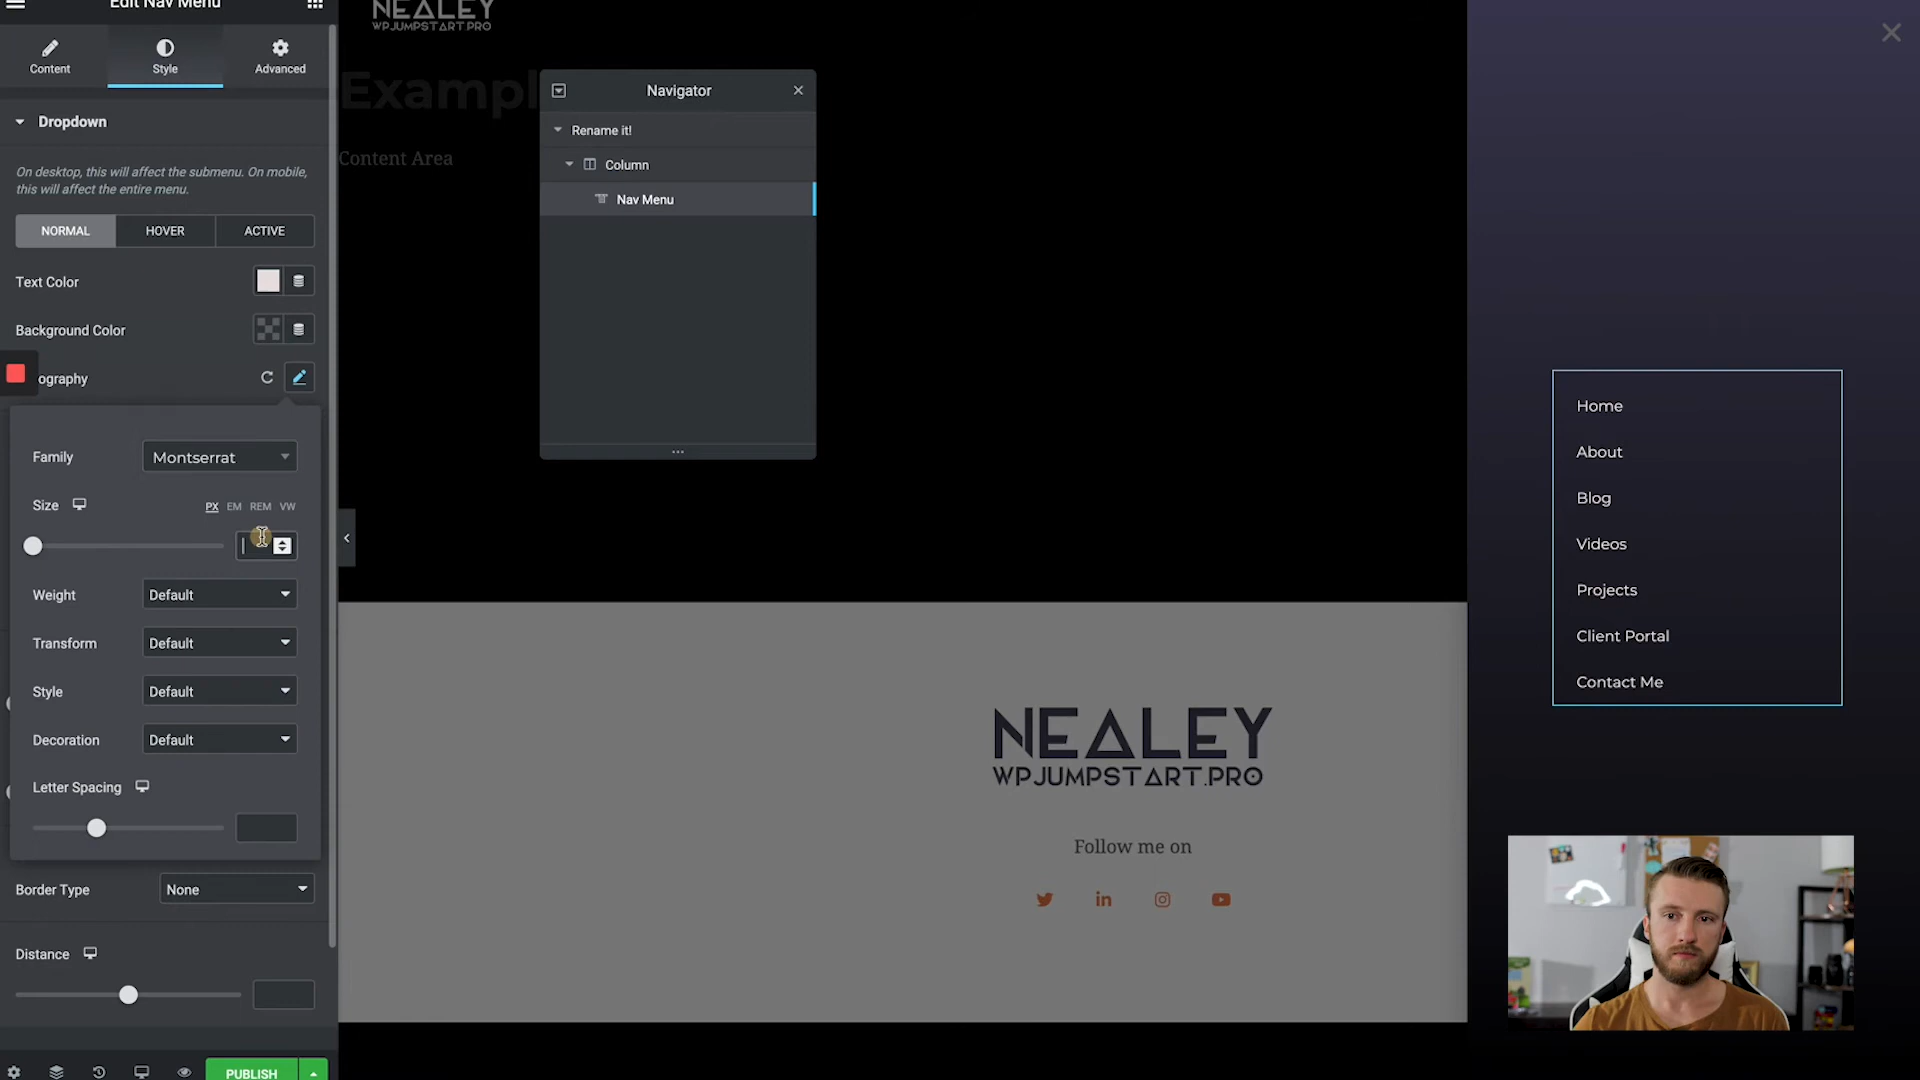 Edit Nav Menu
Content
Style
Advanced
Dropdown
On desktop, this will affect the submenu. On mobile,
this will affect the entire menu.
NORMAL
HOVER
ACTIVE
Text Color
Background Color
ography
Family
Montserrat
Size
PX
EM
REM
VW
Weight
Default
Transform
Default
Style
Default
Decoration
Default
Letter Spacing
Border Type
None
Distance
PUBLISH
NEALEY
WPJUMPSTART.PRO
Exampl
Content Area
Navigator
Rename it!
Column
Nav Menu
NEALEY
WPJUMPSTART.PRO
Follow me on
Home
About
Blog
Videos
Projects
Client Portal
Contact Me